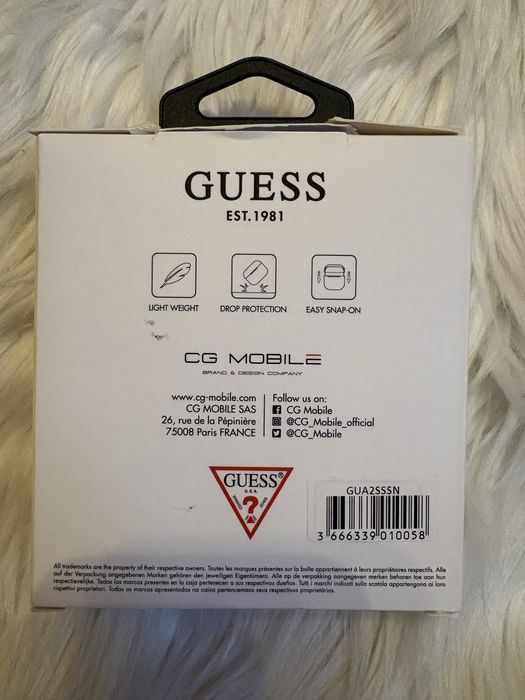 GUESS
EST.1981
LIGHT WEIGHT
DROP PROTECTION
EASY SNAP-ON
CG MOBILE
BRAND & DESIGN COMPANY
www.cg-mobile.com
CG MOBILE SAS
26, rue de la Pépinière
75008 Paris FRANCE
Follow us on:
CG Mobile
@CG_Mobile_official
@CG_Mobile
GUESS®
U.S.A.
?
GUA2SSSN
3 666339 010058
All trademarks are the property of their respective owners. Toutes les marques présentes sur la boîte appartiennent à leurs propriétaires respectifs. Alle
auf der Verpackung angegebenen Marken gehören den jeweiligen Eigentümern. Alle op de verpakking aangegeven merken behoren toe aan hun
respectievelijke. Todas las marcas presentes en la caja pertenecen a sus respectivos dueños. Tutti i marchi indicati sulla scatola appartengono ai loro
rispettivi propritari. Todas as marcas apresentadas na caixa pertencemaos seus respectivos proprietários.